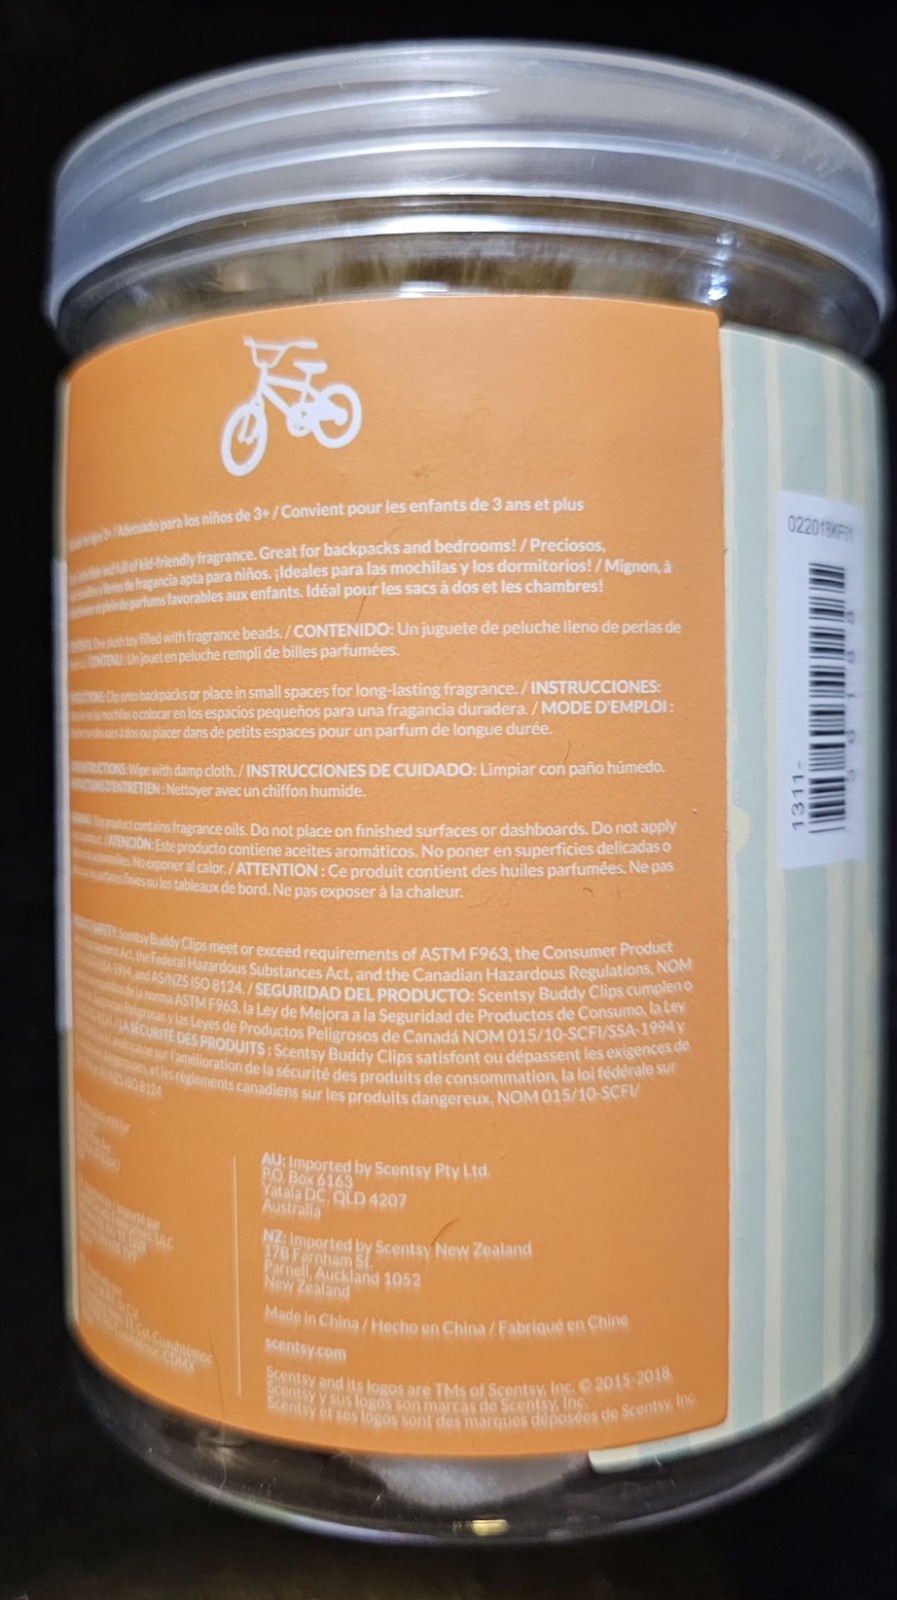 3+ / Adecuado para los niños de 3+ / Convient pour les enfants de 3 ans et plus
and full of kid-friendly fragrance. Great for backpacks and bedrooms! / Preciosos,
llenos de fragancia apta para niños. ¡Ideales para las mochilas y los dormitorios! / Mignon, à
et plein de parfums favorables aux enfants. Idéal pour les sacs à dos et les chambres!
One plush toy filled with fragrance beads. / CONTENIDO: Un juguete de peluche lleno de perlas de
CONTENU : Un jouet en peluche rempli de billes parfumées.
Clip onto backpacks or place in small spaces for long-lasting fragrance. / INSTRUCCIONES:
mochilas o colocar en los espacios pequeños para una fragancia duradera. / MODE D'EMPLOI :
sacs à dos ou placer dans de petits espaces pour un parfum de longue durée.
Wipe with damp cloth. / INSTRUCCIONES DE CUIDADO: Limpiar con paño húmedo.
D'ENTRETIEN : Nettoyer avec un chiffon humide.
This product contains fragrance oils. Do not place on finished surfaces or dashboards. Do not apply
/ ATENCIÓN: Este producto contiene aceites aromáticos. No poner en superficies delicadas o
No exponer al calor. / ATTENTION : Ce produit contient des huiles parfumées. Ne pas
surfaces finies ou les tableaux de bord. Ne pas exposer à la chaleur.
SAFETY: Scentsy Buddy Clips meet or exceed requirements of ASTM F963, the Consumer Product
Act, the Federal Hazardous Substances Act, and the Canadian Hazardous Regulations, NOM
1994, and AS/NZS ISO 8124. / SEGURIDAD DEL PRODUCTO: Scentsy Buddy Clips cumplen o
de la norma ASTM F963, la Ley de Mejora a la Seguridad de Productos de Consumo, la Ley
Peligrosas y las Leyes de Productos Peligrosos de Canadá NOM 015/10-SCFI/SSA-1994 y
/ LA SÉCURITÉ DES PRODUITS : Scentsy Buddy Clips satisfont ou dépassent les exigences de
sur l'amélioration de la sécurité des produits de consommation, la loi fédérale sur
et les règlements canadiens sur les produits dangereux, NOM 015/10-SCFI/
ISO 8124.
Cuauhtémoc
CDMX
AU: Imported by Scentsy Pty Ltd.
P.O. Box 6163
Yatala DC, QLD 4207
Australia
NZ: Imported by Scentsy New Zealand
17B Farnham St.
Parnell, Auckland 1052
New Zealand
Made in China / Hecho en China / Fabriqué en Chine
scentsy.com
Scentsy and its logos are TMs of Scentsy, Inc. © 2015-2018.
Scentsy y sus logos son marcas de Scentsy, Inc.
Scentsy et ses logos sont des marques déposées de Scentsy, Inc.
022018KF01
1311-